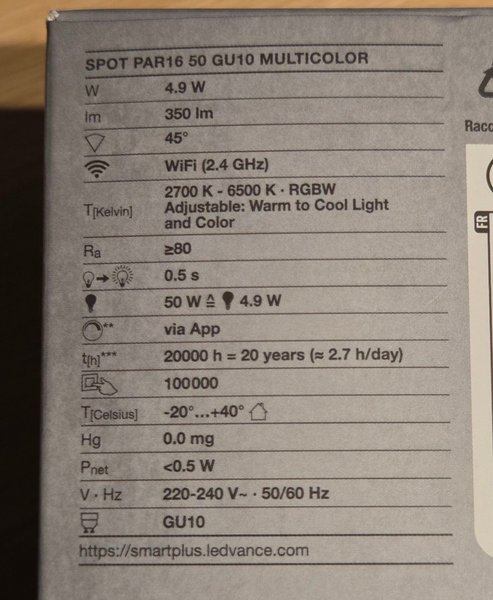 SPOT PAR16 50 GU10 MULTICOLOR
W 4.9 W
lm 350 lm
45°
WiFi (2.4 GHz)
2700 K - 6500 K · RGBW
T[Kelvin] Adjustable: Warm to Cool Light
and Color
Ra ≥80
0.5 s
50 W ≙ 4.9 W
** via App
t[h]*** 20000 h = 20 years (≈ 2.7 h/day)
100000
T[Celsius] -20°...+40°
Hg 0.0 mg
Pnet <0.5 W
V · Hz 220-240 V~ · 50/60 Hz
GU10
https://smartplus.ledvance.com
Racc
FR